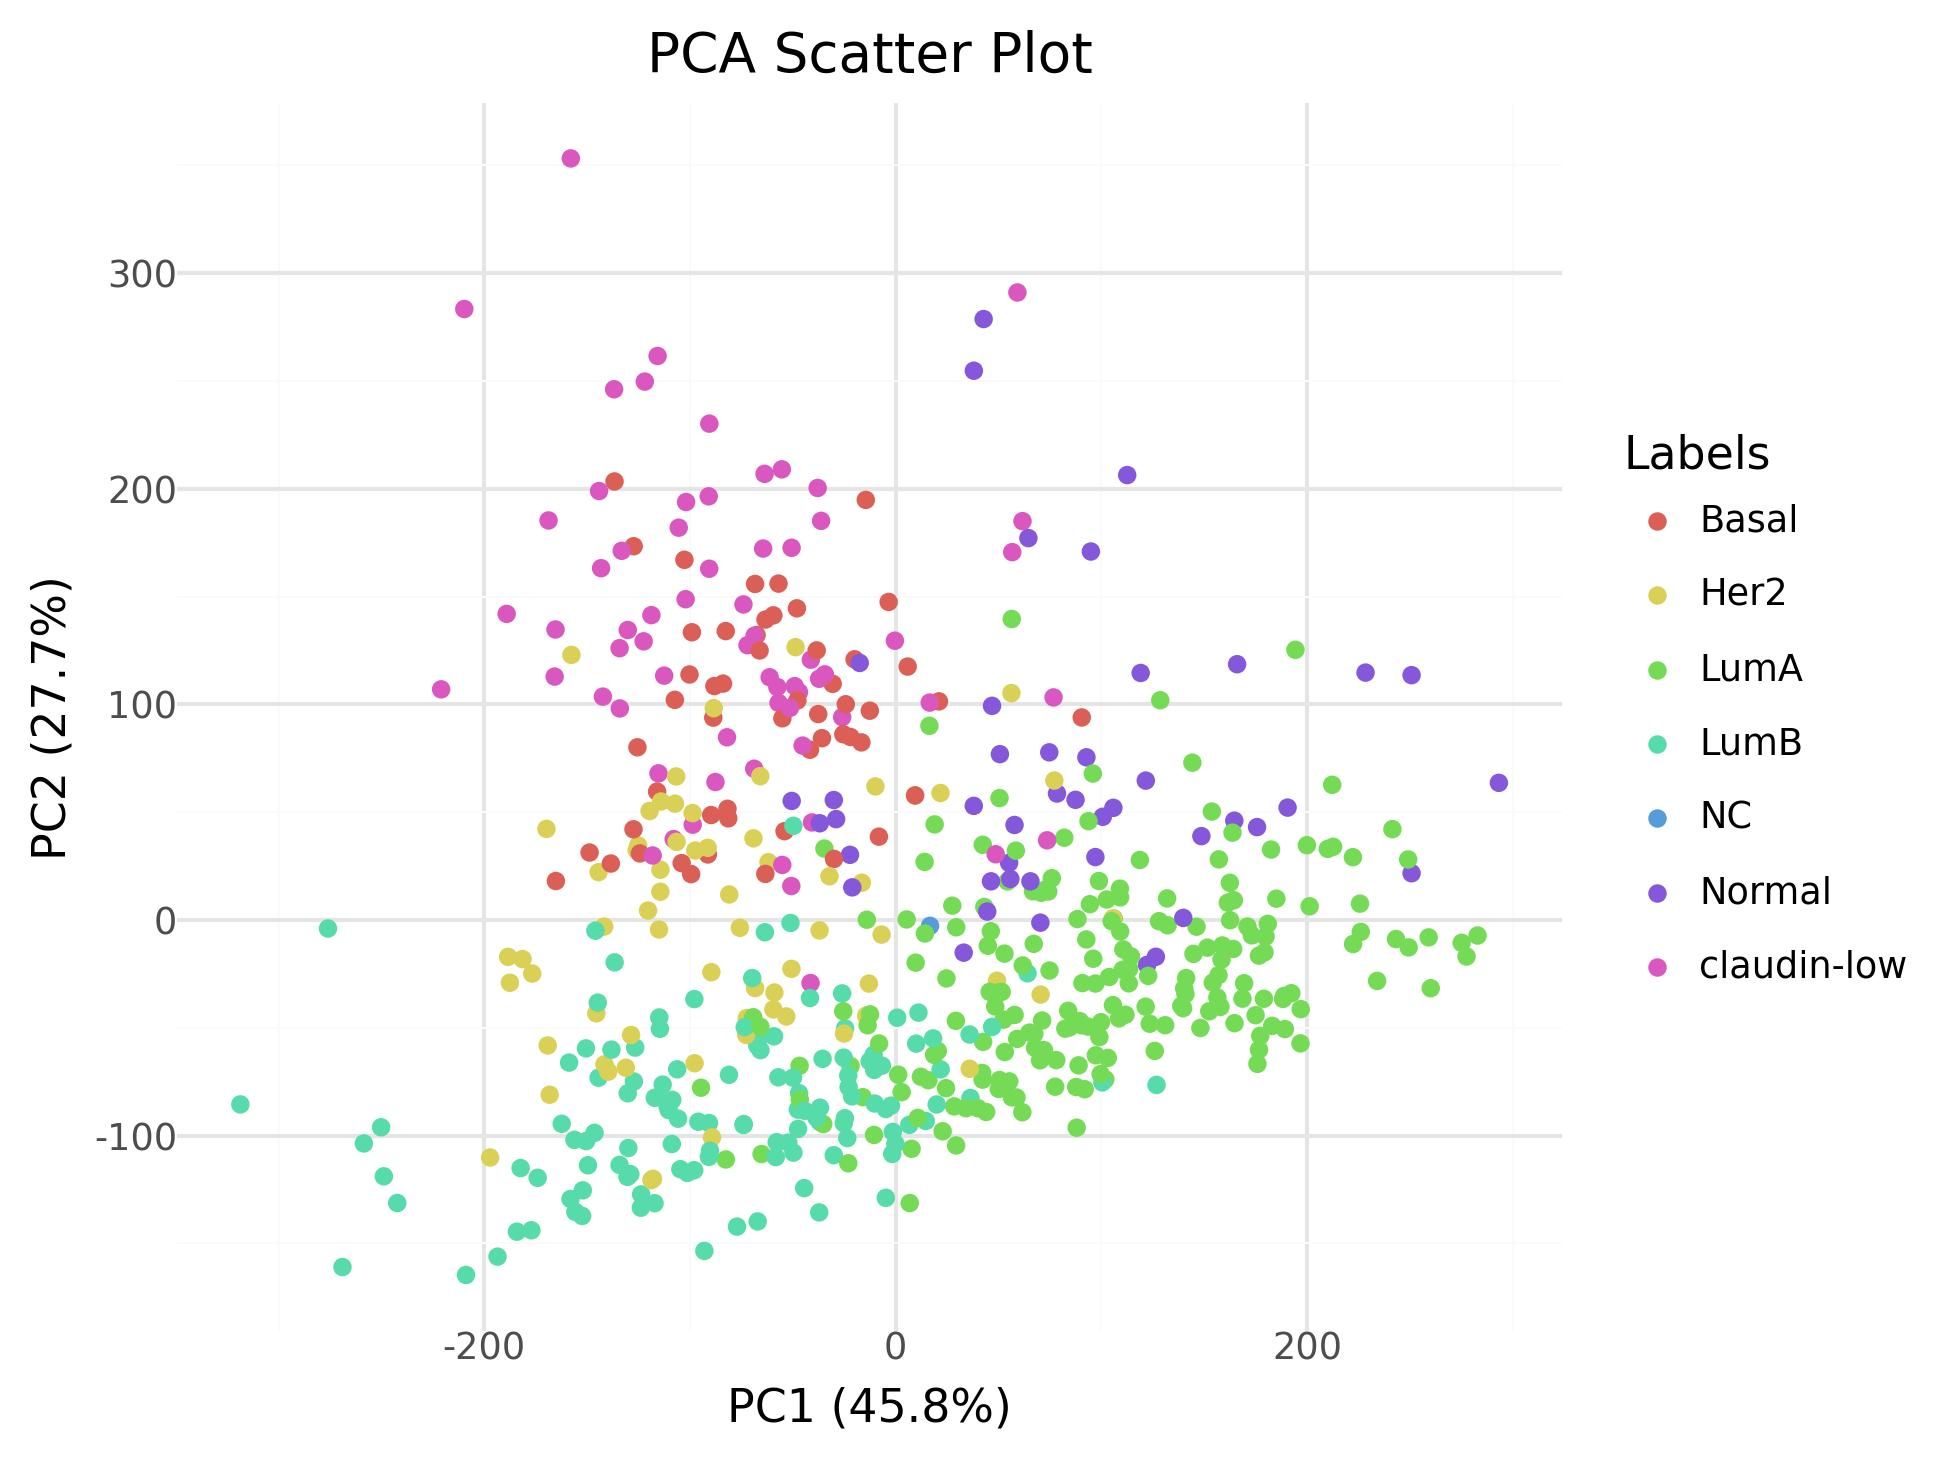 PCA Scatter Plot
PC2 (27.7%)
300
200
100
0
-100
-200
0
200
PC1 (45.8%)
Labels
Basal
Her2
LumA
LumB
NC
Normal
claudin-low